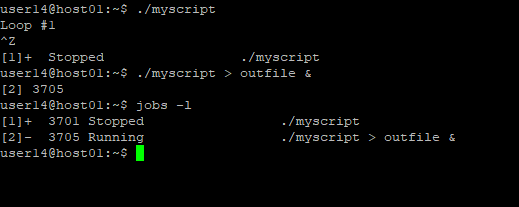 user14@host01:~$ ./myscript
Loop #1
^Z
[1]+  Stopped                 ./myscript
user14@host01:~$ ./myscript > outfile &
[2] 3705
user14@host01:~$ jobs -l
[1]+  3701 Stopped                 ./myscript
[2]-  3705 Running                 ./myscript > outfile &
user14@host01:~$